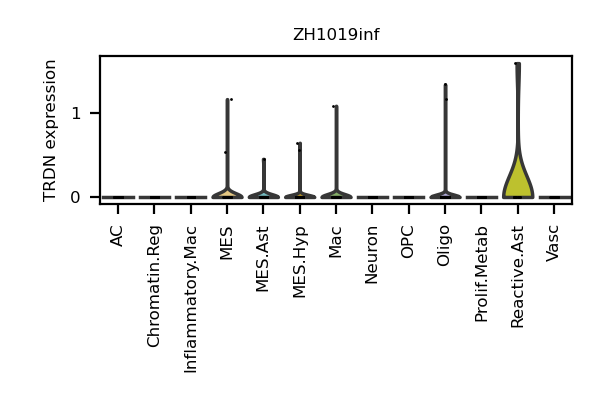 ZH1019inf
TRDN expression
1
0
AC
Chromatin.Reg
Inflammatory.Mac
MES
MES.Ast
MES.Hyp
Mac
Neuron
OPC
Oligo
Prolif.Metab
Reactive.Ast
Vasc